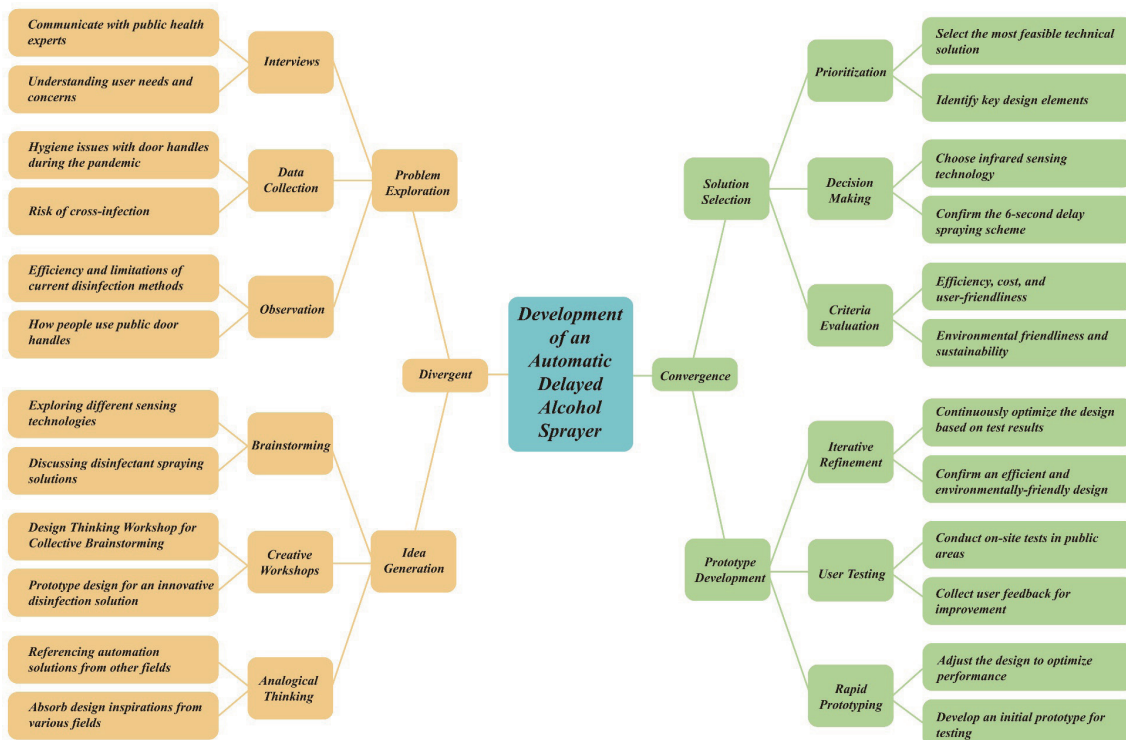 Communicate with public health
experts
Understanding user needs and
concerns
Interviews
Hygiene issues with door handles
during the pandemic
Risk of cross-infection
Data
Collection
Efficiency and limitations of
current disinfection methods
How people use public door
handles
Observation
Problem
Exploration
Exploring different sensing
technologies
Discussing disinfectant spraying
solutions
Brainstorming
Design Thinking Workshop for
Collective Brainstorming
Prototype design for an innovative
disinfection solution
Creative
Workshops
Referencing automation
solutions from other fields
Absorb design inspirations from
various fields
Analogical
Thinking
Idea
Generation
Divergent
Development
of an
Automatic
Delayed
Alcohol
Sprayer
Convergence
Solution
Selection
Prioritization
Select the most feasible technical
solution
Identify key design elements
Decision
Making
Choose infrared sensing
technology
Confirm the 6-second delay
spraying scheme
Criteria
Evaluation
Efficiency, cost, and
user-friendliness
Environmental friendliness and
sustainability
Prototype
Development
Iterative
Refinement
Continuously optimize the design
based on test results
Confirm an efficient and
environmentally-friendly design
User Testing
Conduct on-site tests in public
areas
Collect user feedback for
improvement
Rapid
Prototyping
Adjust the design to optimize
performance
Develop an initial prototype for
testing